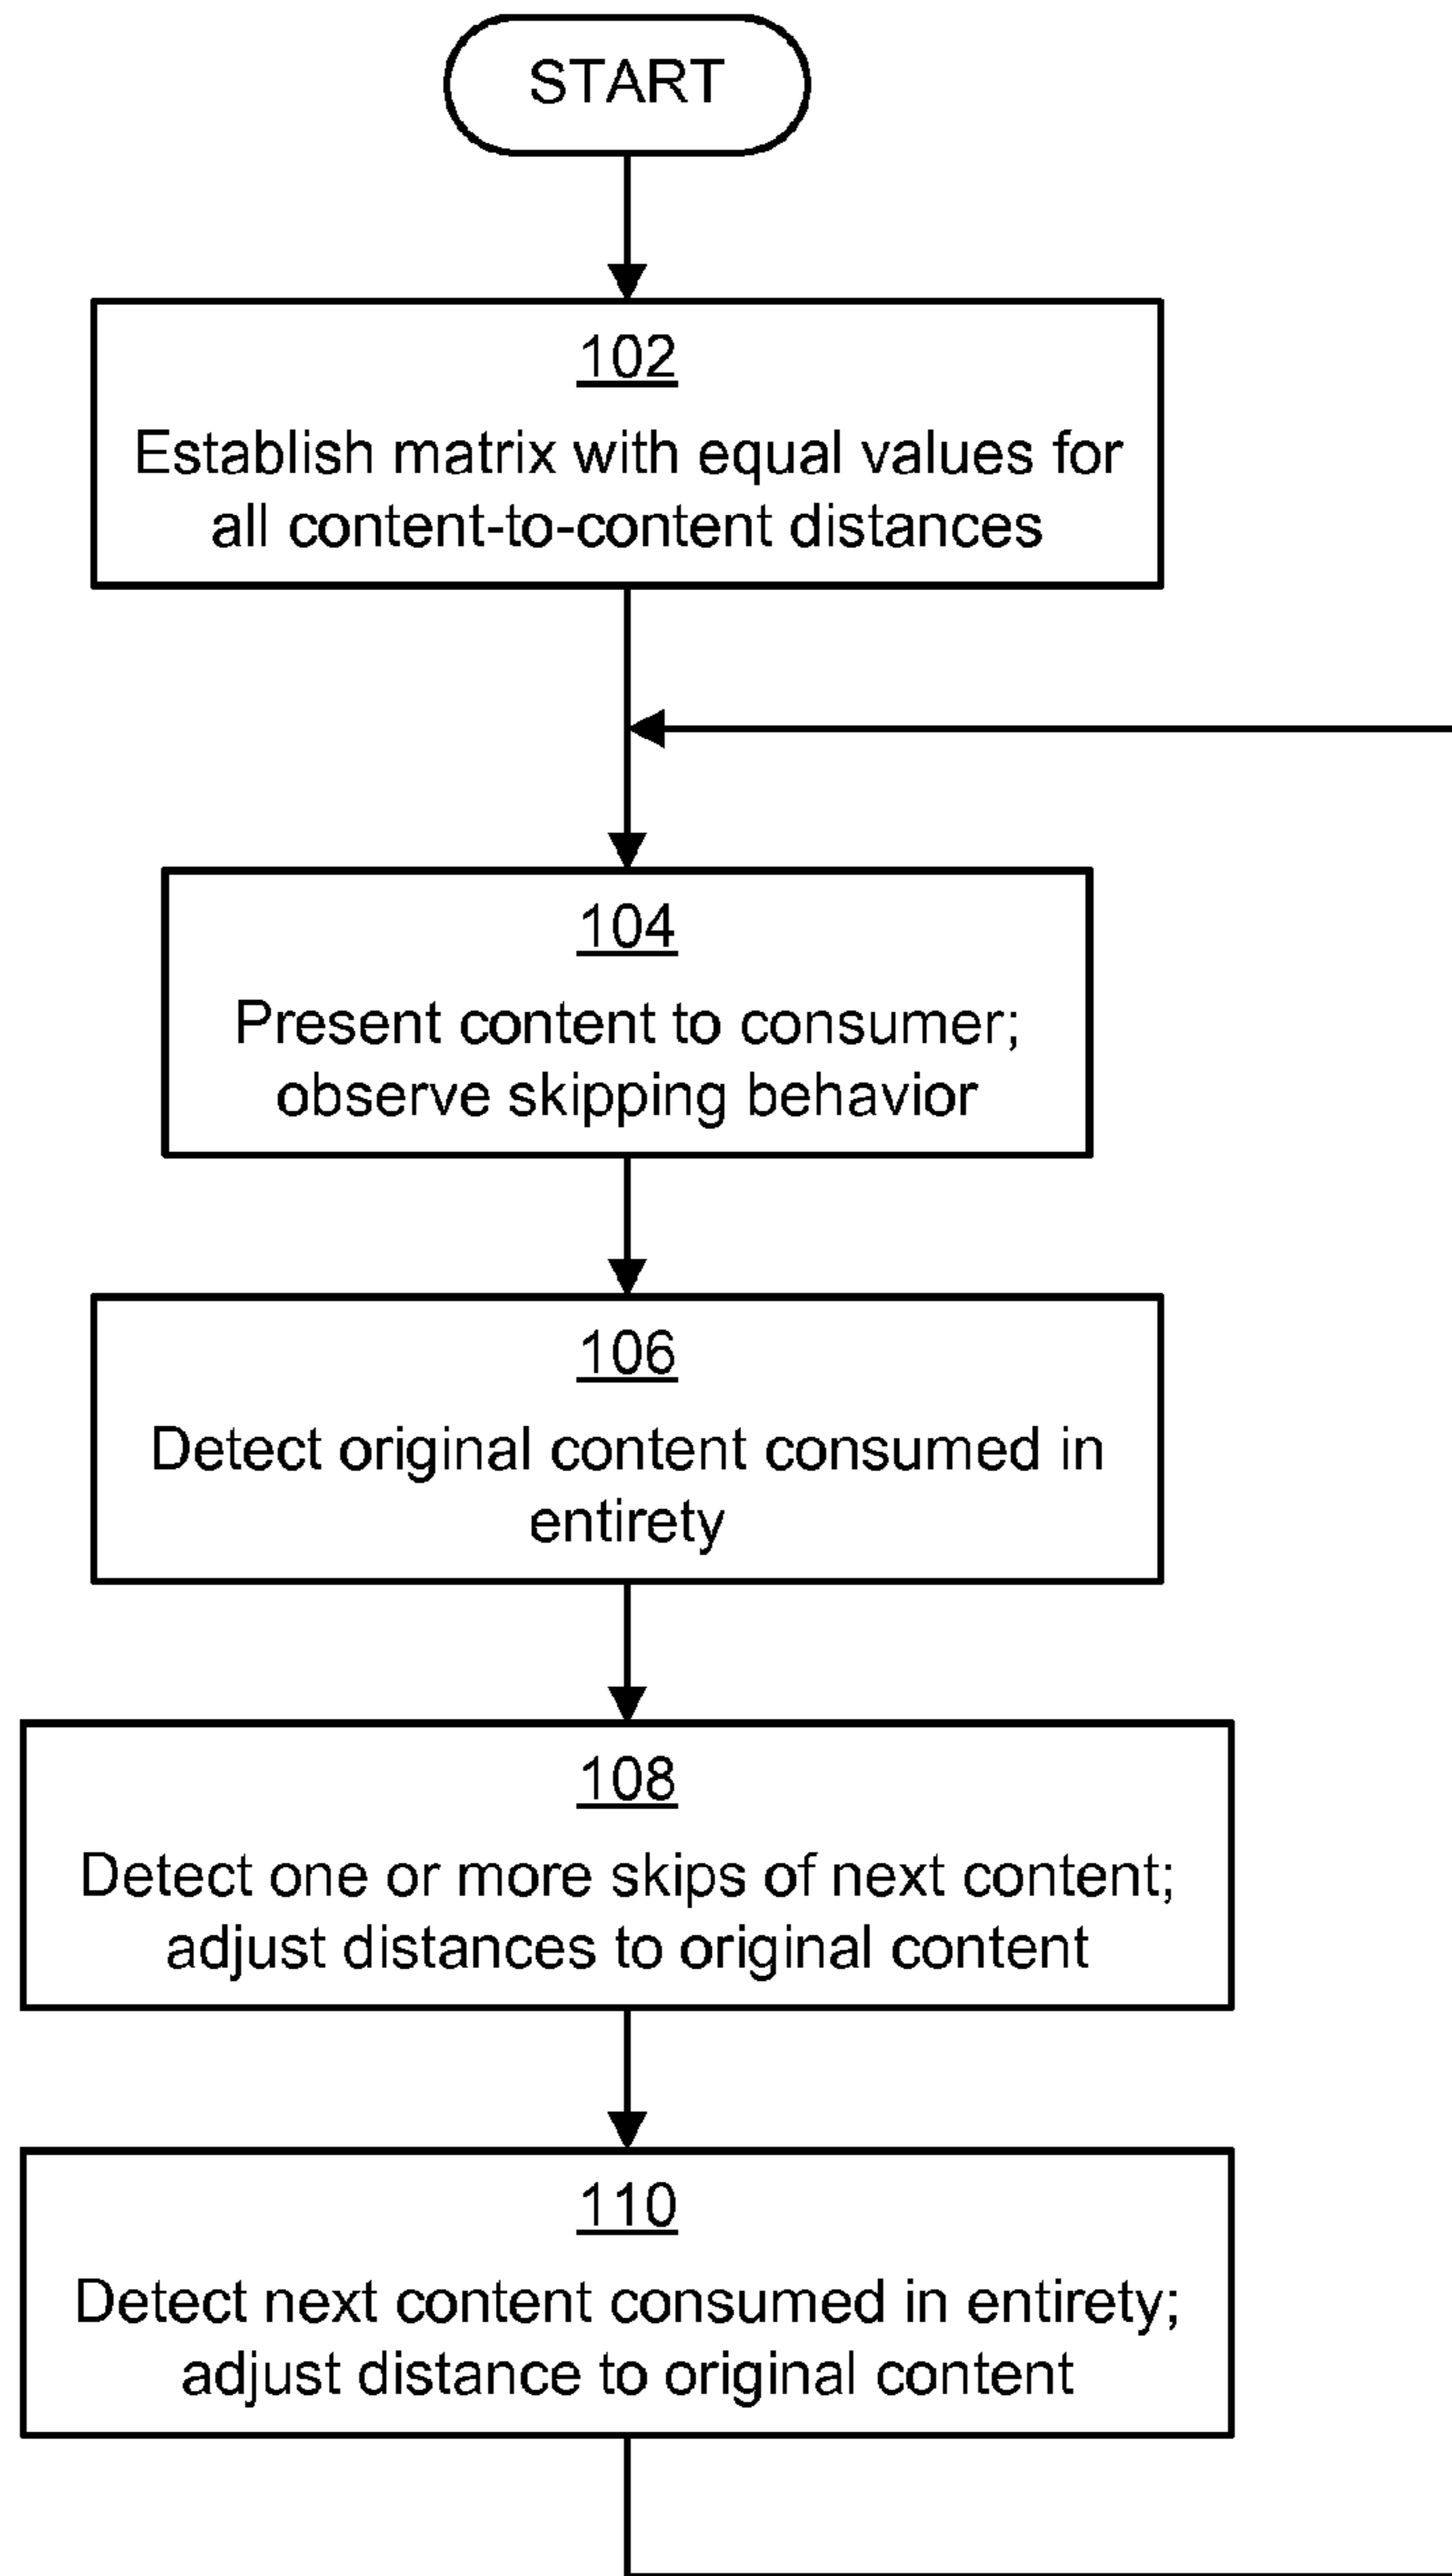 START
102
Establish matrix with equal values for
all content-to-content distances
104
Present content to consumer;
observe skipping behavior
106
Detect original content consumed in
entirety
108
Detect one or more skips of next content;
adjust distances to original content
110
Detect next content consumed in entirety;
adjust distance to original content